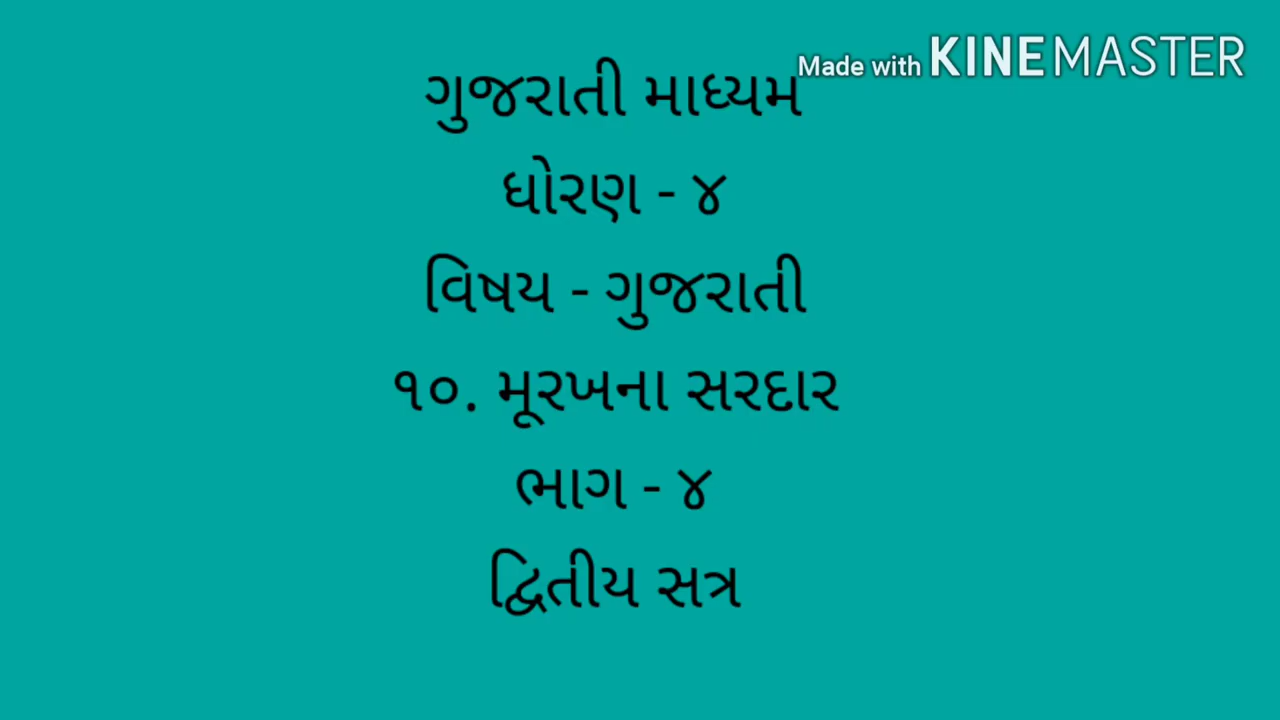 Made with KINEMASTER
ગુજરાતી માધ્યમ
ધોરણ - ૪
વિષય - ગુજરાતી
૧૦. મૂરખના સરદાર
ભાગ - ૪
દ્વિતીય સત્ર